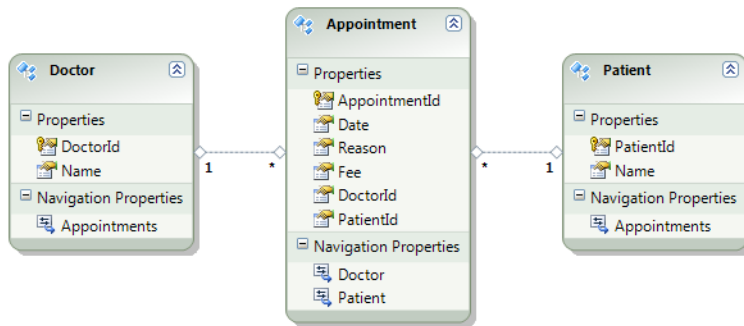 Doctor
Properties
DoctorId
Name
Navigation Properties
Appointments
1
*
Appointment
Properties
AppointmentId
Date
Reason
Fee
DoctorId
PatientId
Navigation Properties
Doctor
Patient
*
1
Patient
Properties
PatientId
Name
Navigation Properties
Appointments